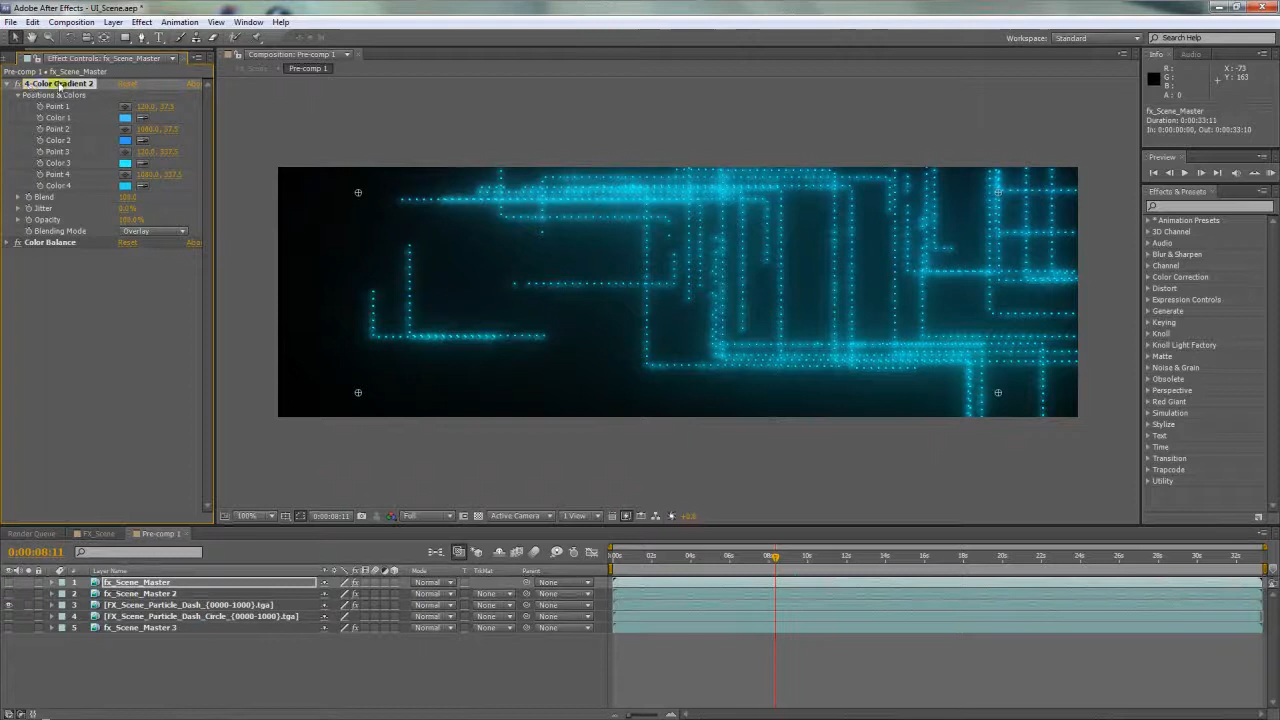 Adobe After Effects - UI_Scene.aep *
File Edit Composition Layer Effect Animation View Window Help
Workspace: Standard Search Help
Effect Controls: fx_Scene_Master
Composition: Pre-comp 1
Info Audio
Pre-comp 1 • fx_Scene_Master
Pre-comp 1
R: X: -73
G: Y: 163
B:
A: 0
4-Color Gradient 2 Reset Abo
Positions & Colors
Point 1 120.0, 37.5
Color 1
Point 2 1080.0, 37.5
Color 2
Point 3 120.0, 337.5
Color 3
Point 4 1080.0, 337.5
Color 4
Blend 100.0
Jitter 0.0%
Opacity 100.0%
Blending Mode Overlay
Color Balance Reset Abo
fx_Scene_Master
Duration: 0:00:33:11
In: 0:00:00:00, Out: 0:00:33:10
Preview
Effects & Presets
* Animation Presets
3D Channel
Audio
Blur & Sharpen
Channel
Color Correction
Distort
Expression Controls
Generate
Keying
Knoll
Knoll Light Factory
Matte
Noise & Grain
Obsolete
Perspective
Red Giant
Simulation
Stylize
Text
Time
Transition
Trapcode
Utility
100% 0:00:08:11 Full Active Camera 1 View +0.0
Render Queue FX_Scene Pre-comp 1
0:00:08:11
:00s 02s 04s 06s 08s 10s 12s 14s 16s 18s 20s 22s 24s 26s 28s 30s 32s
# Layer Name Mode T TrkMat Parent
1 fx_Scene_Master Normal None
2 fx_Scene_Master 2 Normal None None
3 [FX_Scene_Particle_Dash_{0000-1000}.tga] Normal None None
4 [FX_Scene_Particle_Dash_Circle_{0000-1000}.tga] Normal None None
5 fx_Scene_Master 3 Normal None None